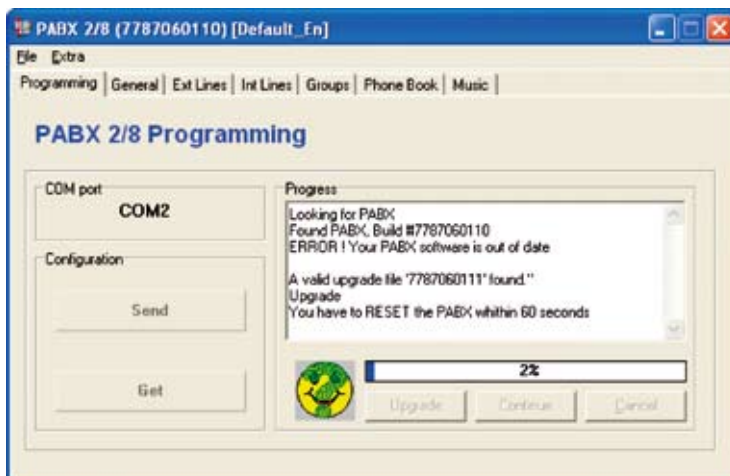 PABX 2/8 (7787060110) [Default_En]
File Extra
Programming General Ext Lines Int Lines Groups Phone Book Music
PABX 2/8 Programming
COM port
COM2
Configuration
Send
Get
Progress
Looking for PABX
Found PABX, Build #7787060110
ERROR ! Your PABX software is out of date
A valid upgrade file '7787060111' found."
Upgrade
You have to RESET the PABX whithin 60 seconds
2%
Upgrade Continue Cancel